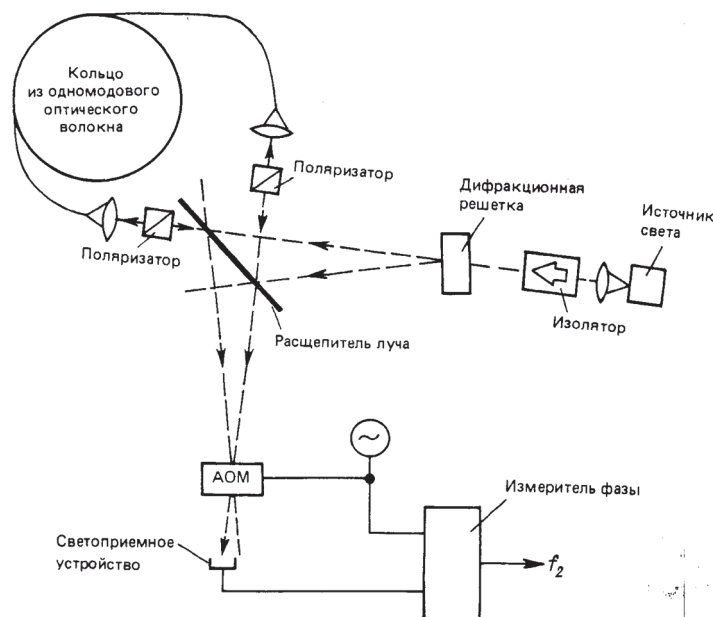 Кольцо
из одномодового
оптического
волокна
Поляризатор
Дифракционная
решетка
Источник
света
Поляризатор
Изолятор
Расщепитель луча
АОМ
Измеритель фазы
Светоприемное
устройство
f₂